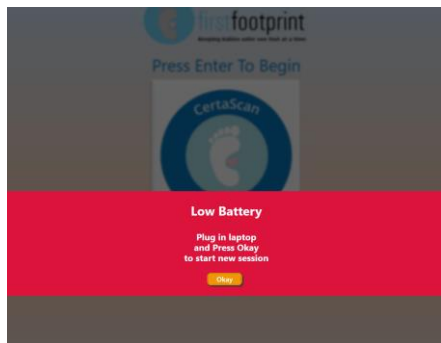 firstfootprint
Press Enter To Begin
CertaScan
Low Battery
Plug in laptop
and Press Okay
to start new session
Okay